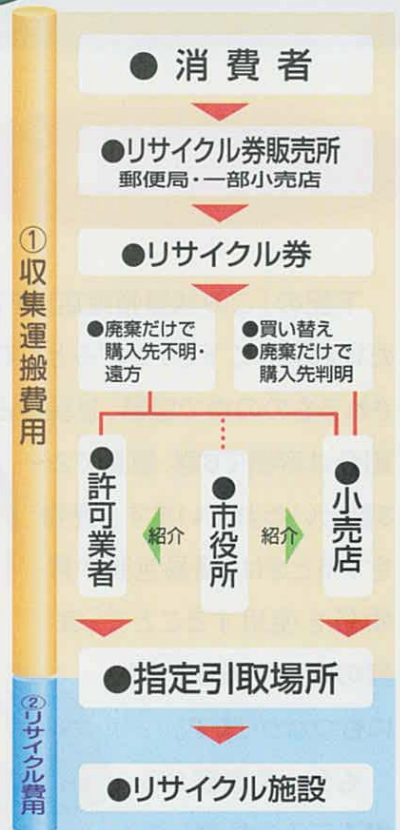 ●消費者
●リサイクル券販売所
郵便局・一部小売店
●リサイクル券
●廃棄だけで
購入先不明・
遠方
●買い替え
●廃棄だけで
購入先判明
●許可業者
紹介
●市役所
紹介
●小売店
●指定引取場所
●リサイクル施設
①収集運搬費用
②リサイクル費用